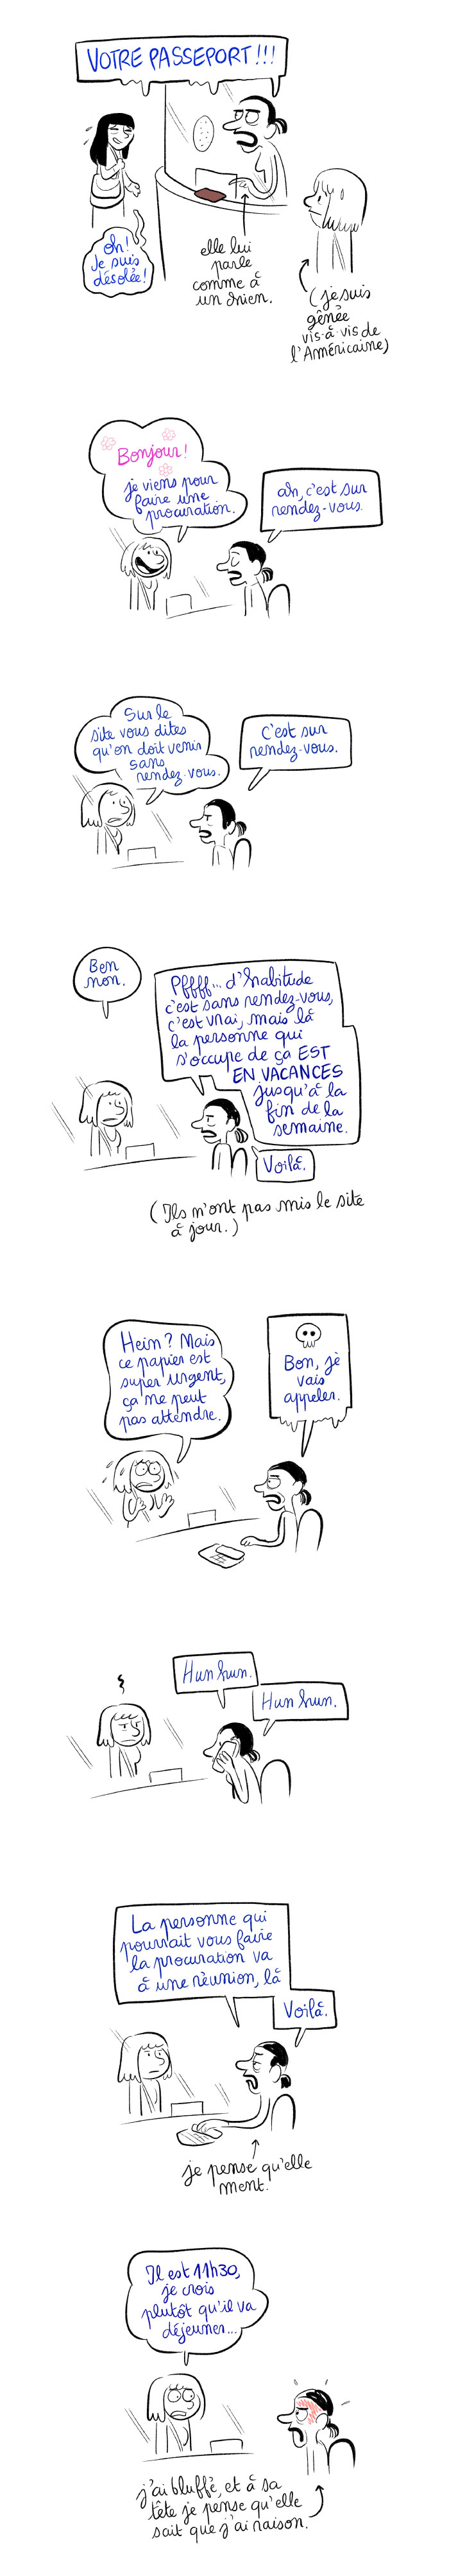 VOTRE PASSEPORT!!!
oh!
Je suis
désolée!
elle lui
parle
comme à
un chien.
(je suis
gênée
vis-à-vis de
l'Américaine)
Bonjour!
je viens pour
faire une
procuration.
ah, c'est sur
rendez-vous.
Sur le
site vous dites
qu'on doit venir
sans
rendez-vous.
C'est sur
rendez-vous.
Ben
non.
Pfffff... d'habitude
c'est sans rendez-vous,
c'est vrai, mais là
la personne qui
s'occupe de ça EST
EN VACANCES
jusqu'à la
fin de la
semaine.
Voilà.
(Ils n'ont pas mis le site
à jour.)
Hein? Mais
ce papier est
super urgent,
ça ne peut
pas attendre.
Bon, je
vais
appeler.
Hun hun.
Hun hun.
La personne qui
pourrait vous faire
la procuration va
à une réunion, là
Voilà.
je pense qu'elle
ment.
Il est 11h30,
je crois
plutôt qu'il va
déjeuner...
j'ai bluffé, et à sa
tête je pense qu'elle
sait que j'ai raison.